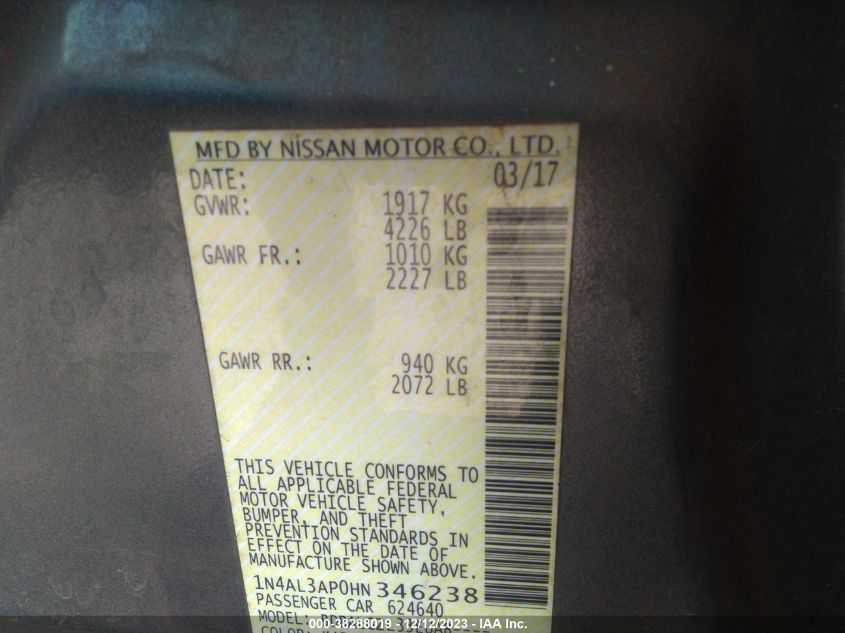 MFD BY NISSAN MOTOR CO., LTD.
DATE: 03/17
GVWR: 1917 KG
4226 LB
GAWR FR.: 1010 KG
2227 LB
GAWR RR.: 940 KG
2072 LB
THIS VEHICLE CONFORMS TO
ALL APPLICABLE FEDERAL
MOTOR VEHICLE SAFETY,
BUMPER, AND THEFT
PREVENTION STANDARDS IN
EFFECT ON THE DATE OF
MANUFACTURE SHOWN ABOVE.
1N4AL3AP0HN 346238
PASSENGER CAR 624640
MODEL:
000-38288019 - 12/12/2023 - IAA Inc.
COLOR: